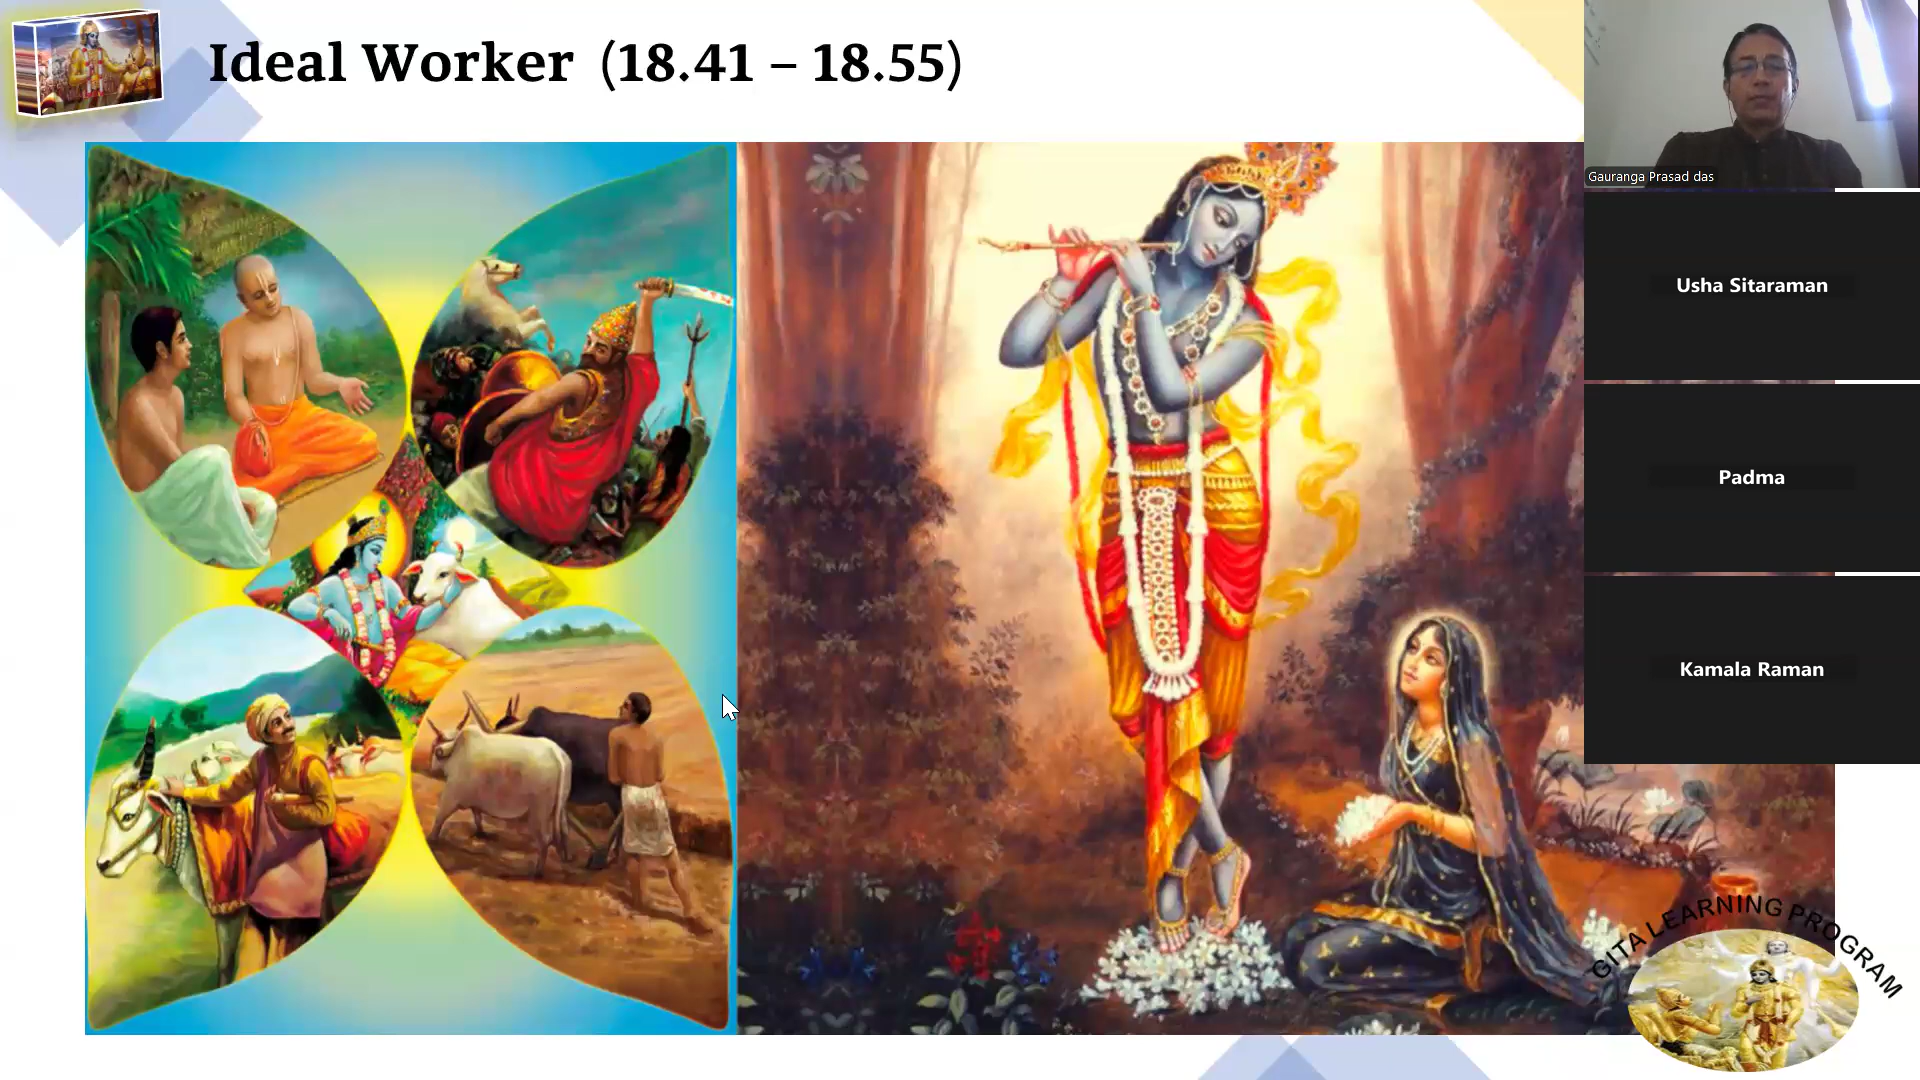 Ideal Worker (18.41 – 18.55)
Gauranga Prasad das
Usha Sitaraman
Padma
Kamala Raman
GITA LEARNING PROGRAM